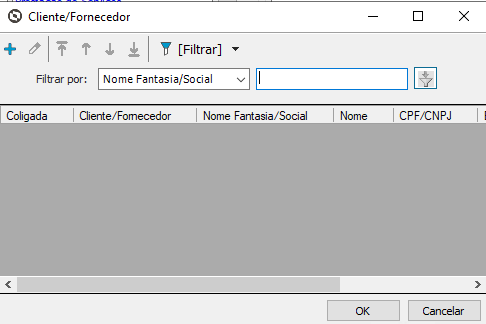 Cliente/Fornecedor
[Filtrar]
Filtrar por: Nome Fantasia/Social
Coligada Cliente/Fornecedor Nome Fantasia/Social Nome CPF/CNPJ
OK Cancelar